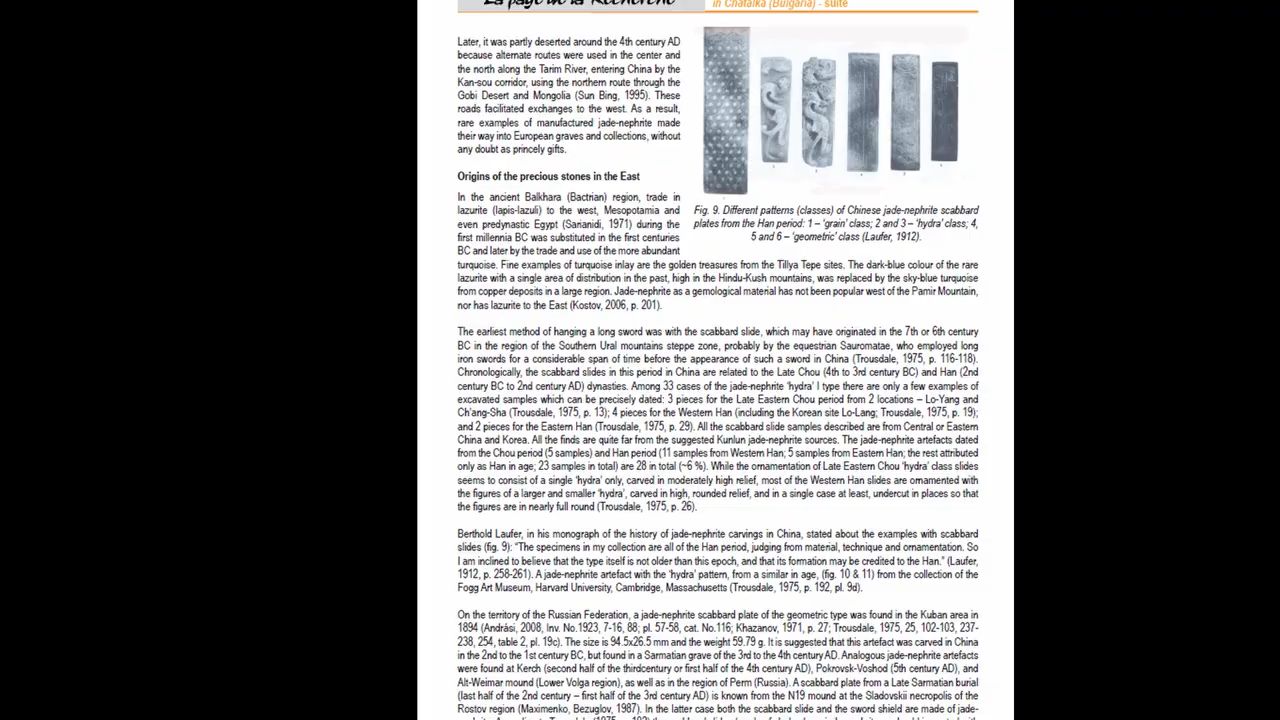 La page de la Recherche
in Chatalka (Bulgaria) - suite
Later, it was partly deserted around the 4th century AD
because alternate routes were used in the center and
the north along the Tarim River, entering China by the
Kan-sou corridor, using the northern route through the
Gobi Desert and Mongolia (Sun Bing, 1995). These
roads facilitated exchanges to the west. As a result,
rare examples of manufactured jade-nephrite made
their way into European graves and collections, without
any doubt as princely gifts.
Origins of the precious stones in the East
In the ancient Balkhara (Bactrian) region, trade in
lazurite (lapis-lazuli) to the west, Mesopotamia and
even predynastic Egypt (Sarianidi, 1971) during the
first millennia BC was substituted in the first centuries
BC and later by the trade and use of the more abundant
Fig. 9. Different patterns (classes) of Chinese jade-nephrite scabbard
plates from the Han period: 1 – 'grain' class; 2 and 3 – 'hydra' class; 4,
5 and 6 – 'geometric' class (Laufer, 1912).
turquoise. Fine examples of turquoise inlay are the golden treasures from the Tillya Tepe sites. The dark-blue colour of the rare
lazurite with a single area of distribution in the past, high in the Hindu-Kush mountains, was replaced by the sky-blue turquoise
from copper deposits in a large region. Jade-nephrite as a gemological material has not been popular west of the Pamir Mountain,
nor has lazurite to the East (Kostov, 2006, p. 201).
The earliest method of hanging a long sword was with the scabbard slide, which may have originated in the 7th or 6th century
BC in the region of the Southern Ural mountains steppe zone, probably by the equestrian Sauromatae, who employed long
iron swords for a considerable span of time before the appearance of such a sword in China (Trousdale, 1975, p. 116-118).
Chronologically, the scabbard slides in this period in China are related to the Late Chou (4th to 3rd century BC) and Han (2nd
century BC to 2nd century AD) dynasties. Among 33 cases of the jade-nephrite 'hydra' I type there are only a few examples of
excavated samples which can be precisely dated: 3 pieces for the Late Eastern Chou period from 2 locations – Lo-Yang and
Ch'ang-Sha (Trousdale, 1975, p. 13); 4 pieces for the Western Han (including the Korean site Lo-Lang; Trousdale, 1975, p. 19);
and 2 pieces for the Eastern Han (Trousdale, 1975, p. 29). All the scabbard slide samples described are from Central or Eastern
China and Korea. All the finds are quite far from the suggested Kunlun jade-nephrite sources. The jade-nephrite artefacts dated
from the Chou period (5 samples) and Han period (11 samples from Western Han; 5 samples from Eastern Han; the rest attributed
only as Han in age; 23 samples in total) are 28 in total (~6 %). While the ornamentation of Late Eastern Chou 'hydra' class slides
seems to consist of a single 'hydra' only, carved in moderately high relief, most of the Western Han slides are ornamented with
the figures of a larger and smaller 'hydra', carved in high, rounded relief, and in a single case at least, undercut in places so that
the figures are in nearly full round (Trousdale, 1975, p. 26).
Berthold Laufer, in his monograph of the history of jade-nephrite carvings in China, stated about the examples with scabbard
slides (fig. 9): "The specimens in my collection are all of the Han period, judging from material, technique and ornamentation. So
I am inclined to believe that the type itself is not older than this epoch, and that its formation may be credited to the Han." (Laufer,
1912, p. 258-261). A jade-nephrite artefact with the 'hydra' pattern, from a similar in age, (fig. 10 & 11) from the collection of the
Fogg Art Museum, Harvard University, Cambridge, Massachusetts (Trousdale, 1975, p. 192, pl. 9d).
On the territory of the Russian Federation, a jade-nephrite scabbard plate of the geometric type was found in the Kuban area in
1894 (Andrási, 2008, Inv. No.1923, 7-16, 88; pl. 57-58, cat. No.116; Khazanov, 1971, p. 27; Trousdale, 1975, 25, 102-103, 237-
238, 254, table 2, pl. 19c). The size is 94.5x26.5 mm and the weight 59.79 g. It is suggested that this artefact was carved in China
in the 2nd to the 1st century BC, but found in a Sarmatian grave of the 3rd to the 4th century AD. Analogous jade-nephrite artefacts
were found at Kerch (second half of the thirdcentury or first half of the 4th century AD), Pokrovsk-Voshod (5th century AD), and
Alt-Weimar mound (Lower Volga region), as well as in the region of Perm (Russia). A scabbard plate from a Late Sarmatian burial
(last half of the 2nd century – first half of the 3rd century AD) is known from the N19 mound at the Sladovskii necropolis of the
Rostov region (Maximenko, Bezuglov, 1987). In the latter case both the scabbard slide and the sword shield are made of jade-